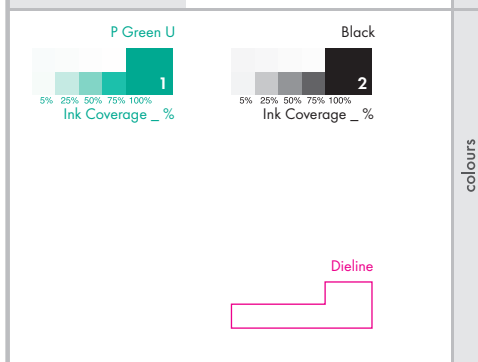 P Green U
1
5% 25% 50% 75% 100%
Ink Coverage _ %
Black
2
5% 25% 50% 75% 100%
Ink Coverage _ %
colours
Dieline